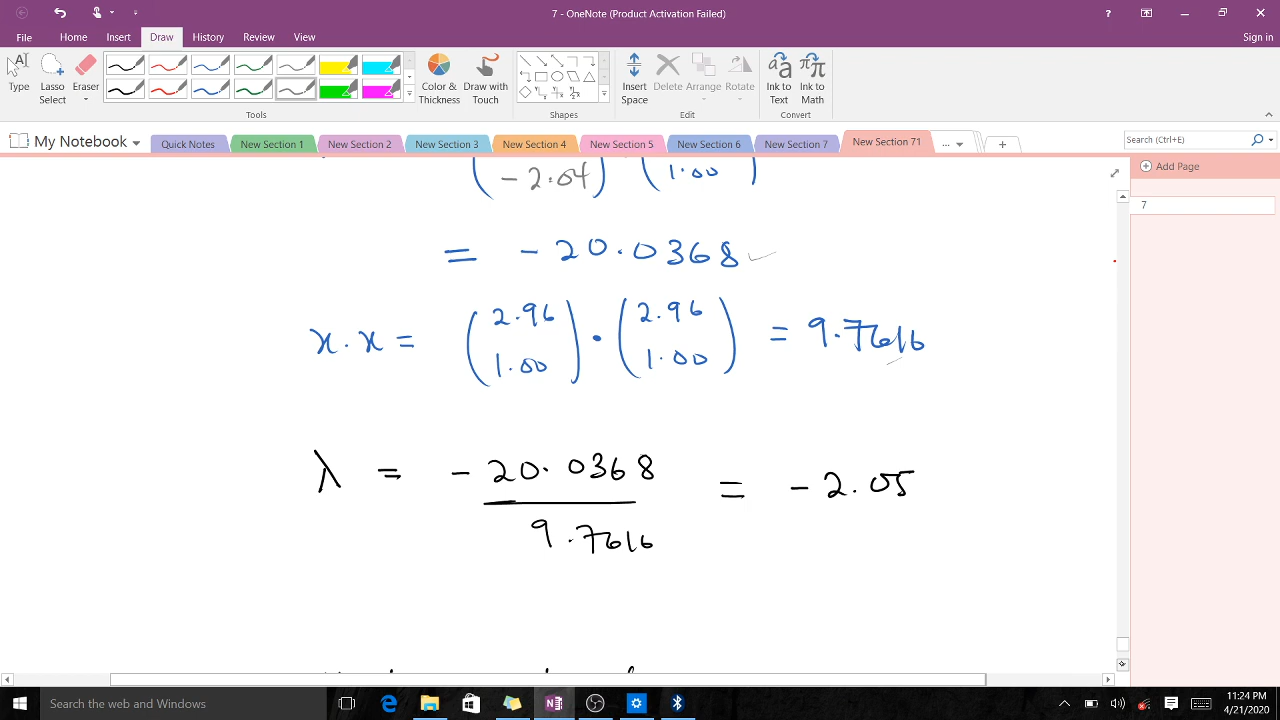 7 - OneNote (Product Activation Failed)
Sign in
File Home Insert Draw History Review View
Type Lasso Select Eraser Color & Thickness Draw with Touch Insert Space Delete Arrange Rotate Ink to Text Ink to Math
Tools Shapes Edit Convert
My Notebook Quick Notes New Section 1 New Section 2 New Section 3 New Section 4 New Section 5 New Section 6 New Section 7 New Section 71 ... Search (Ctrl+E)
Add Page
7
-2.04 1.00
= -20.0368
x.x = (2.96 1.00) . (2.96 1.00) = 9.7616
λ = -20.0368 / 9.7616 = -2.05
Search the web and Windows
11:24 PM
4/21/2020